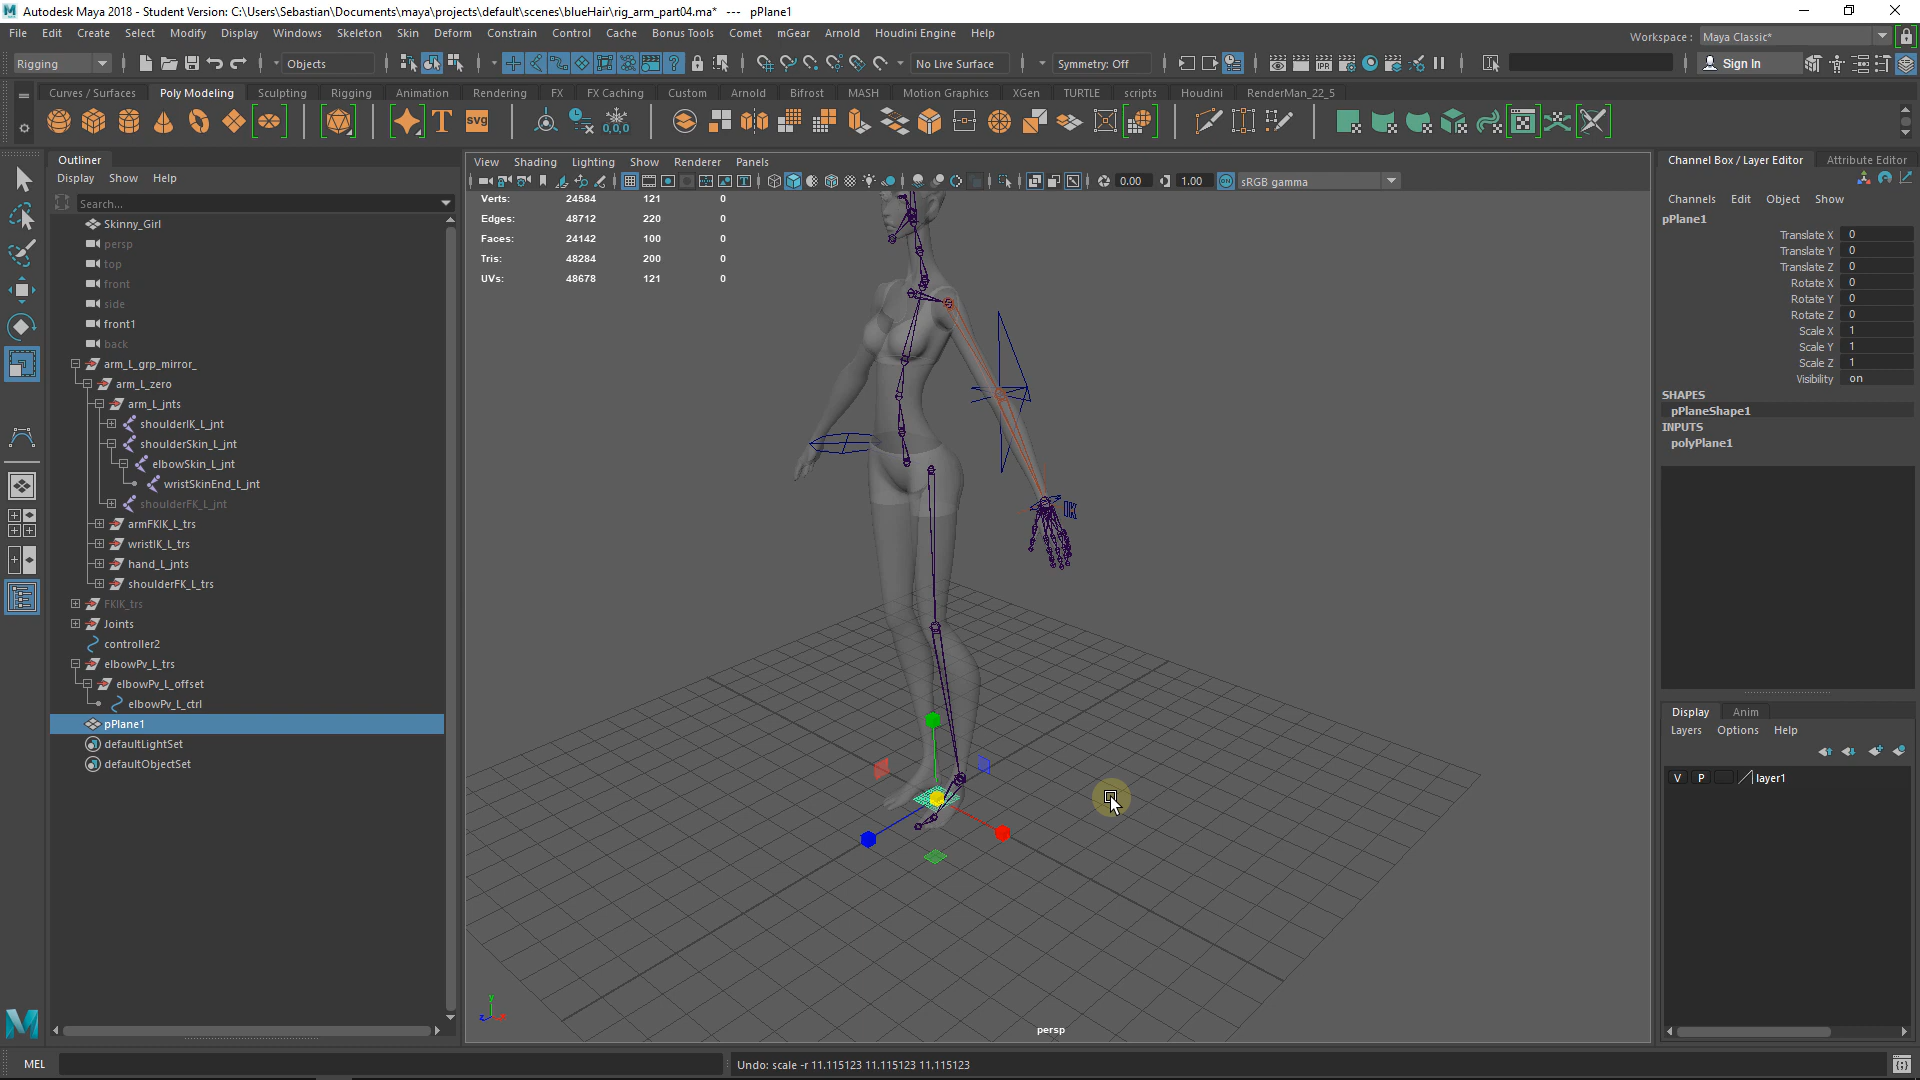 Autodesk Maya 2018 - Student Version: C:\Users\Sebastian\Documents\maya\projects\default\scenes\blueHair\rig_arm_part04.ma* --- pPlane1
File Edit Create Select Modify Display Windows Skeleton Skin Deform Constrain Control Cache Bonus Tools Comet mGear Arnold Houdini Engine Help
Workspace : Maya Classic*
Rigging Objects No Live Surface Symmetry: Off Sign In
Curves / Surfaces Poly Modeling Sculpting Rigging Animation Rendering FX FX Caching Custom Arnold Bifrost MASH Motion Graphics XGen TURTLE scripts Houdini RenderMan_22_5
T svg 0,0,0
Outliner
Display Show Help
Search...
Skinny_Girl
persp
top
front
side
front1
back
arm_L_grp_mirror_
arm_L_zero
arm_L_jnts
shoulderIK_L_jnt
shoulderSkin_L_jnt
elbowSkin_L_jnt
wristSkinEnd_L_jnt
shoulderFK_L_jnt
armFKIK_L_trs
wristIK_L_trs
hand_L_jnts
shoulderFK_L_trs
FKIK_trs
Joints
controller2
elbowPv_L_trs
elbowPv_L_offset
elbowPv_L_ctrl
pPlane1
defaultLightSet
defaultObjectSet
View Shading Lighting Show Renderer Panels
0.00 1.00 sRGB gamma
Verts: 24584 121 0
Edges: 48712 220 0
Faces: 24142 100 0
Tris: 48284 200 0
UVs: 48678 121 0
IK
persp
Channel Box / Layer Editor Attribute Editor
Channels Edit Object Show
pPlane1
Translate X 0
Translate Y 0
Translate Z 0
Rotate X 0
Rotate Y 0
Rotate Z 0
Scale X 1
Scale Y 1
Scale Z 1
Visibility on
SHAPES
pPlaneShape1
INPUTS
polyPlane1
Display Anim
Layers Options Help
V P layer1
MEL
Undo: scale -r 11.115123 11.115123 11.115123